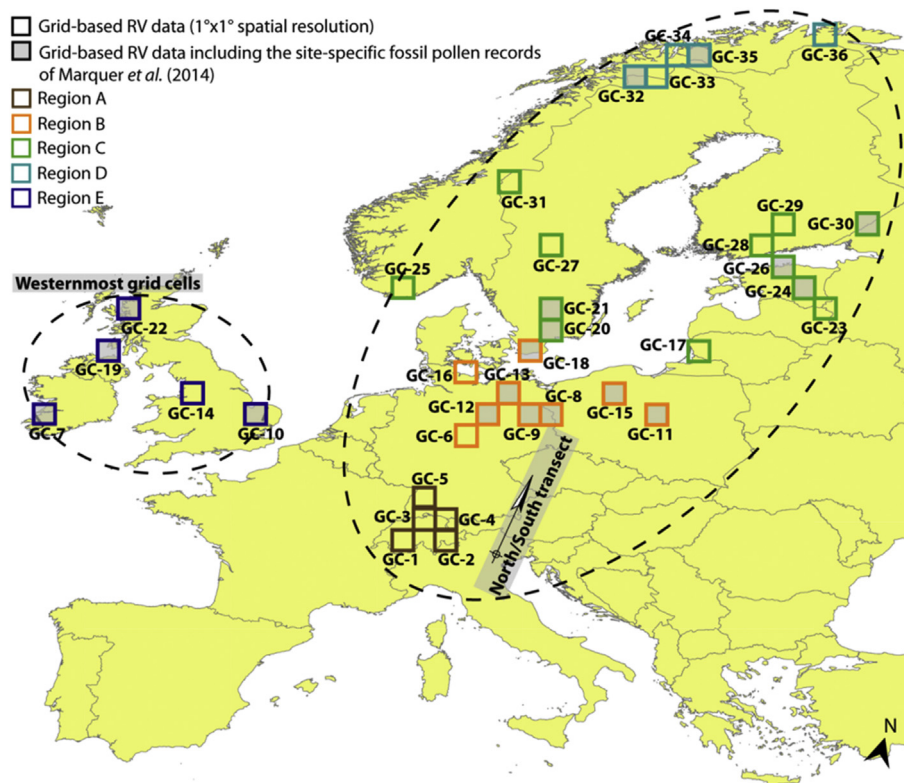 Grid-based RV data (1°x1° spatial resolution)
Grid-based RV data including the site-specific fossil pollen records
of Marquer et al. (2014)
Region A
Region B
Region C
Region D
Region E
GC-34
GC-35
GC-36
GC-32
GC-33
GC-31
GC-29
GC-30
GC-28
GC-27
GC-26
GC-25
GC-24
GC-23
Westernmost grid cells
GC-22
GC-21
GC-20
GC-19
GC-18
GC-17
GC-16
GC-13
GC-14
GC-12
GC-8
GC-15
GC-7
GC-10
GC-6
GC-9
GC-11
GC-5
GC-3
GC-4
GC-1
GC-2
North/South transect
N